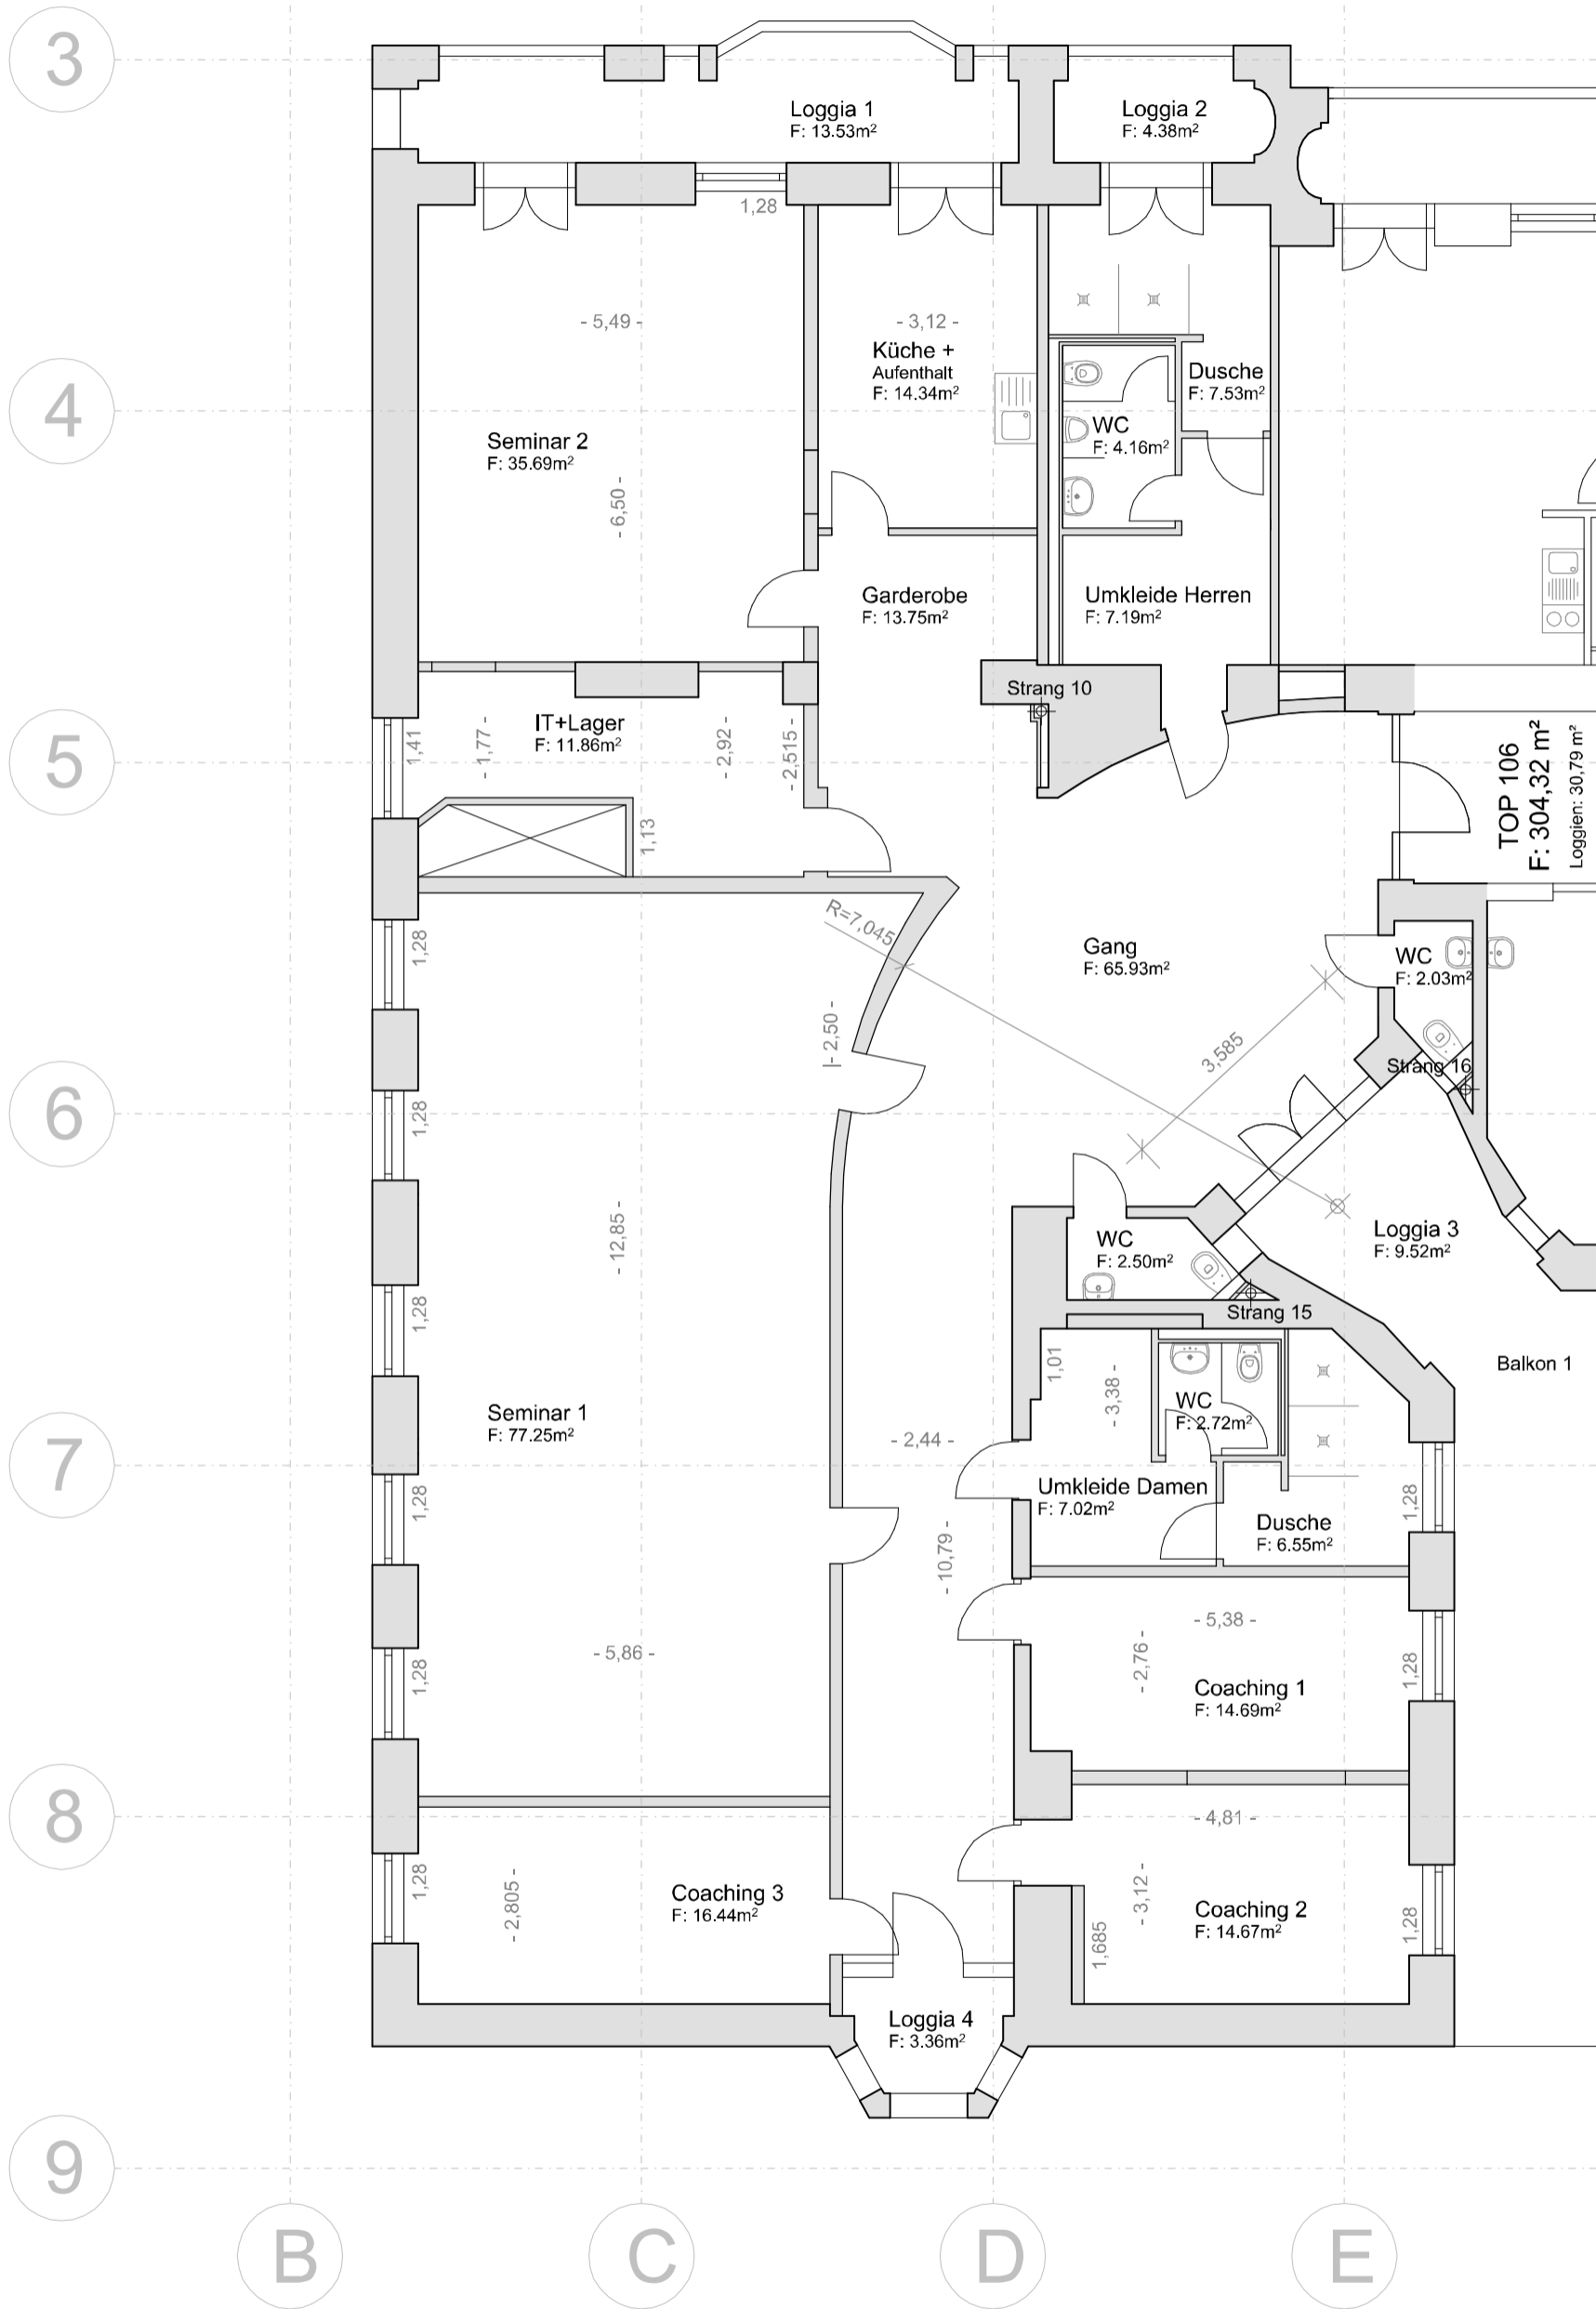 3
Loggia 1
F: 13.53m²
Loggia 2
F: 4.38m²
1,28
- 5,49 -
- 3,12 -
Küche +
Aufenthalt
F: 14.34m²
Dusche
F: 7.53m²
4
WC
F: 4.16m²
Seminar 2
F: 35.69m²
- 6,50 -
Garderobe
F: 13.75m²
Umkleide Herren
F: 7.19m²
Strang 10
IT+Lager
F: 11.86m²
1,41
- 1,77 -
- 2,92 -
- 2,515 -
5
TOP 106
F: 304,32 m²
Loggien: 30,79 m²
1,13
R=7,045
1,28
Gang
F: 65.93m²
WC
F: 2.03m²
|- 2,50 -
3,585
Strang 16
6
1,28
- 12,85 -
WC
F: 2.50m²
Loggia 3
F: 9.52m²
1,28
Strang 15
1,01
- 3,38 -
Balkon 1
WC
F: 2.72m²
Seminar 1
F: 77.25m²
- 2,44 -
7
Umkleide Damen
F: 7.02m²
1,28
1,28
Dusche
F: 6.55m²
- 10,79 -
- 5,38 -
- 5,86 -
- 2,76 -
1,28
1,28
Coaching 1
F: 14.69m²
8
- 4,81 -
1,28
- 2,805 -
Coaching 3
F: 16.44m²
- 3,12 -
Coaching 2
F: 14.67m²
1,685
1,28
Loggia 4
F: 3.36m²
9
B
C
D
E